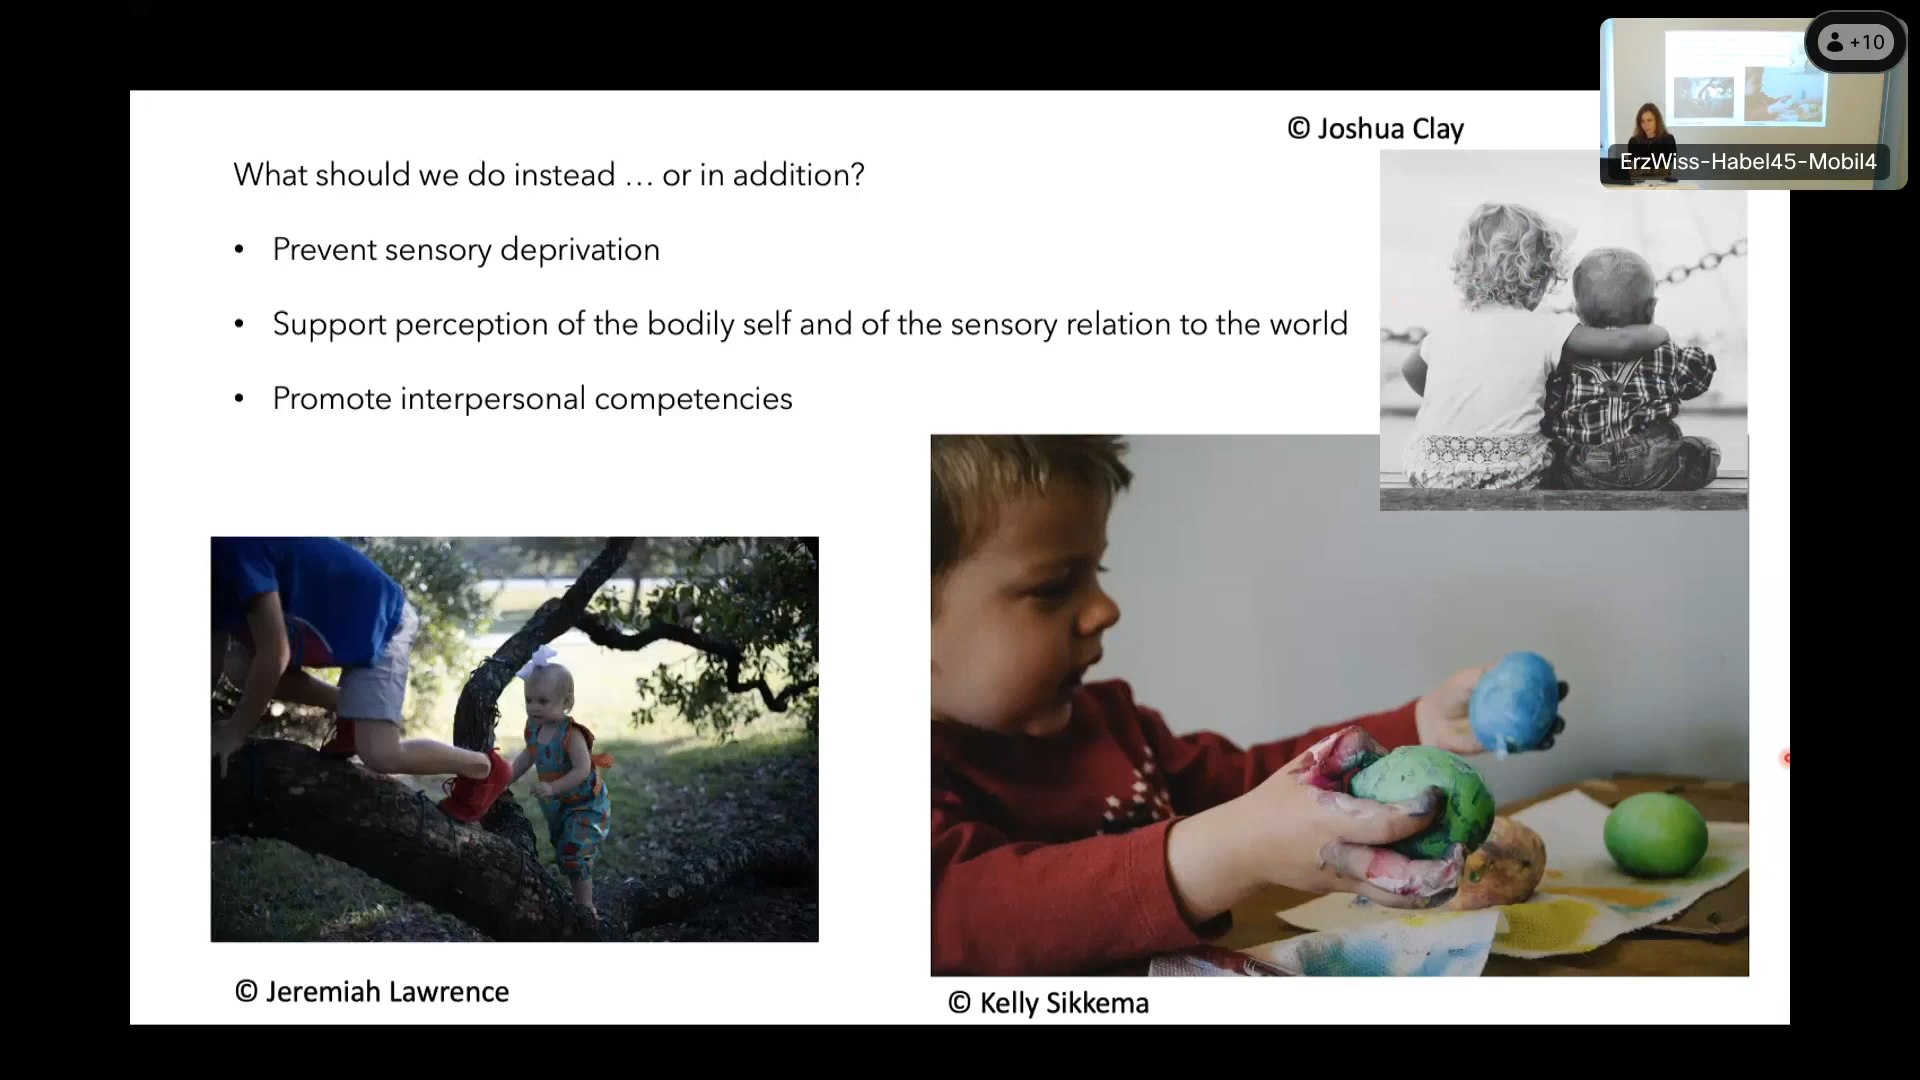 +10
ErzWiss-Habel45-Mobil4
© Joshua Clay
What should we do instead … or in addition?
• Prevent sensory deprivation
• Support perception of the bodily self and of the sensory relation to the world
• Promote interpersonal competencies
© Jeremiah Lawrence
© Kelly Sikkema